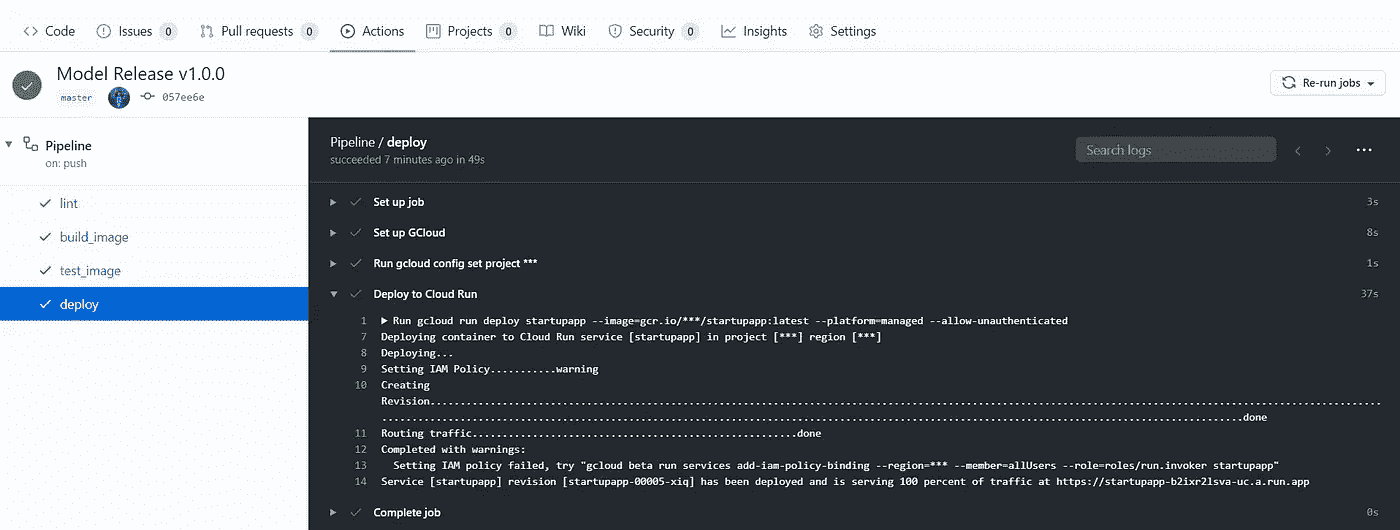 Code Issues 0 Pull requests 0 Actions Projects 0 Wiki Security 0 Insights Settings
Model Release v1.0.0
master 057ee6e
Re-run jobs
Pipeline
on: push
lint
build_image
test_image
deploy
Pipeline / deploy
succeeded 7 minutes ago in 49s
Search logs
Set up job 3s
Set up GCloud 8s
Run gcloud config set project *** 1s
Deploy to Cloud Run 37s
1 Run gcloud run deploy startupapp --image=gcr.io/***/startupapp:latest --platform=managed --allow-unauthenticated
7 Deploying container to Cloud Run service [startupapp] in project [***] region [***]
8 Deploying...
9 Setting IAM Policy...........warning
10 Creating
Revision.......................................................................................................................................................
.........................................................................................................................................done
11 Routing traffic....................................................done
12 Completed with warnings:
13 Setting IAM policy failed, try "gcloud beta run services add-iam-policy-binding --region=*** --member=allUsers --role=roles/run.invoker startupapp"
14 Service [startupapp] revision [startupapp-00005-xiq] has been deployed and is serving 100 percent of traffic at https://startupapp-b2ixr2lsva-uc.a.run.app
Complete job 0s